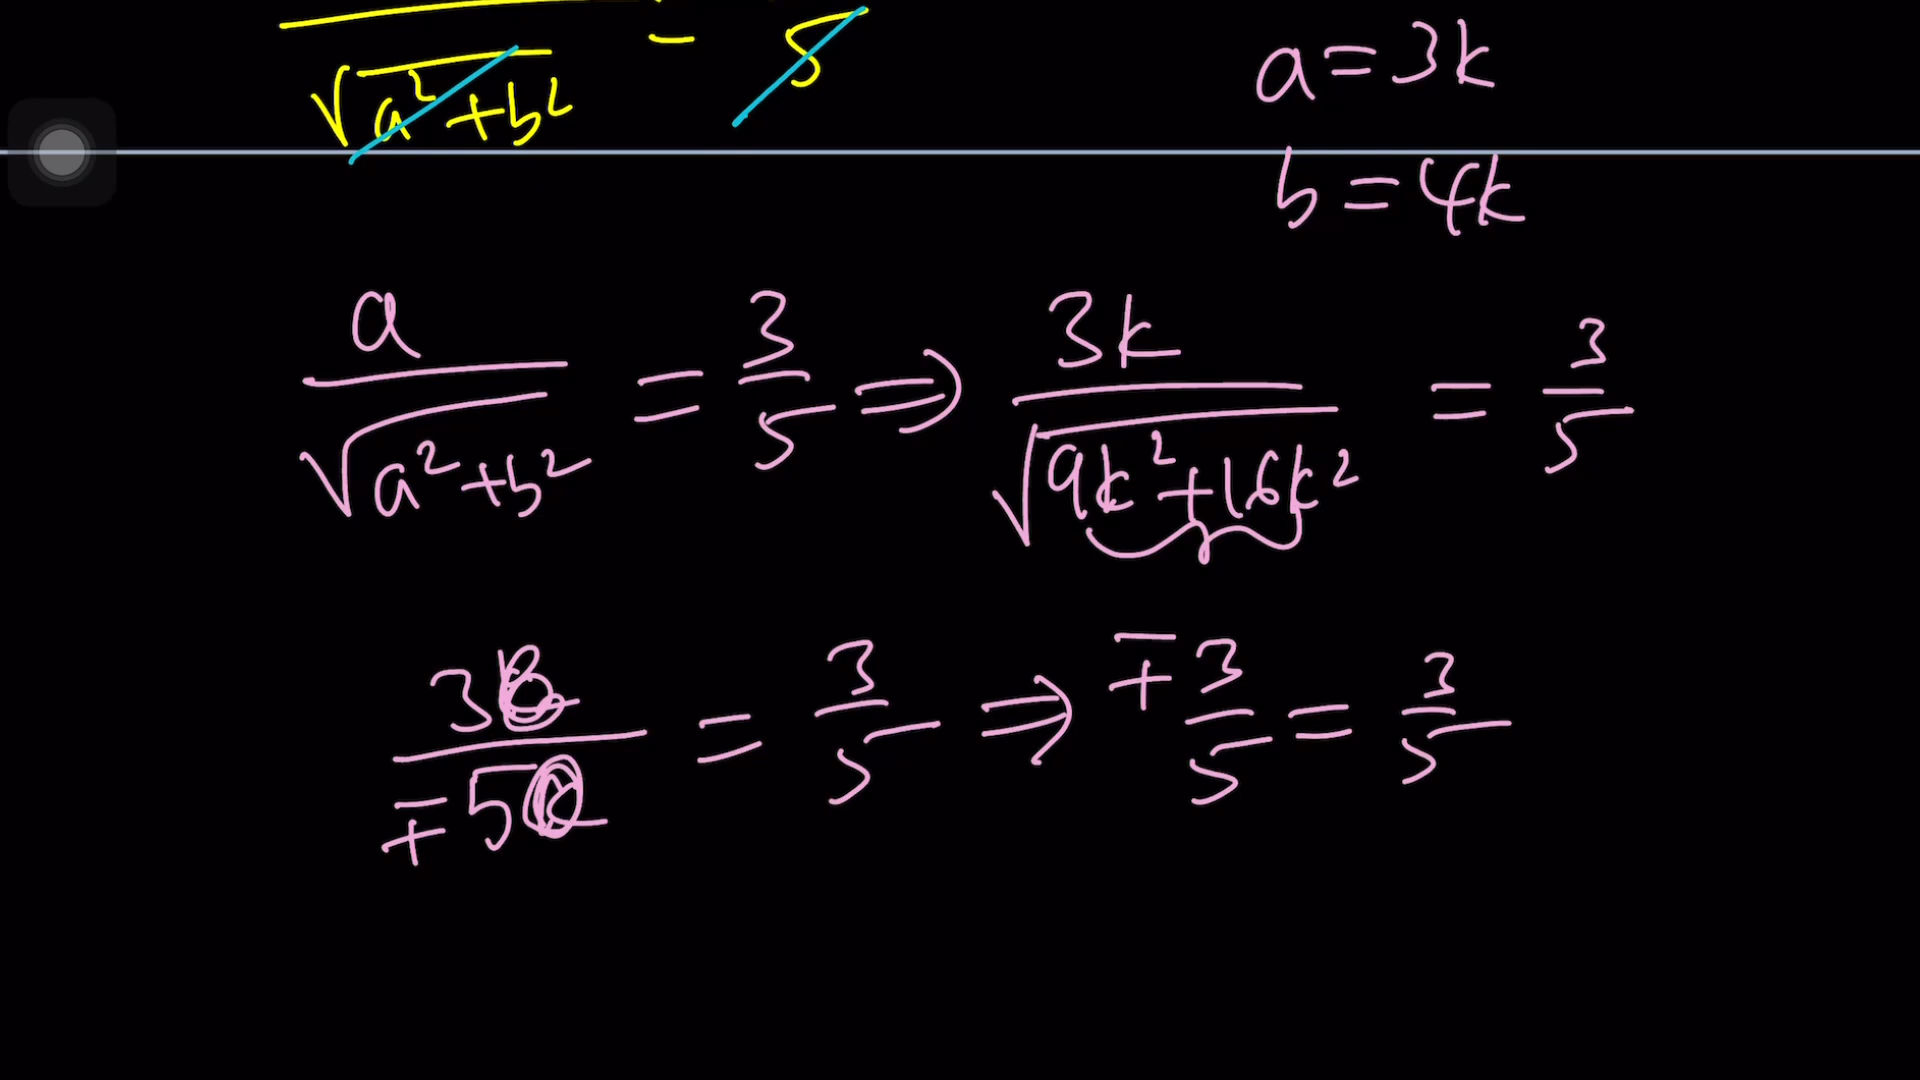 √(a² + b²) = 5
a = 3k
b = 4k
a/√(a² + b²) = 3/5 ⇒ 3k/√(9k² + 16k²) = 3/5
3k/∓5k = 3/5 ⇒ ∓3/5 = 3/5